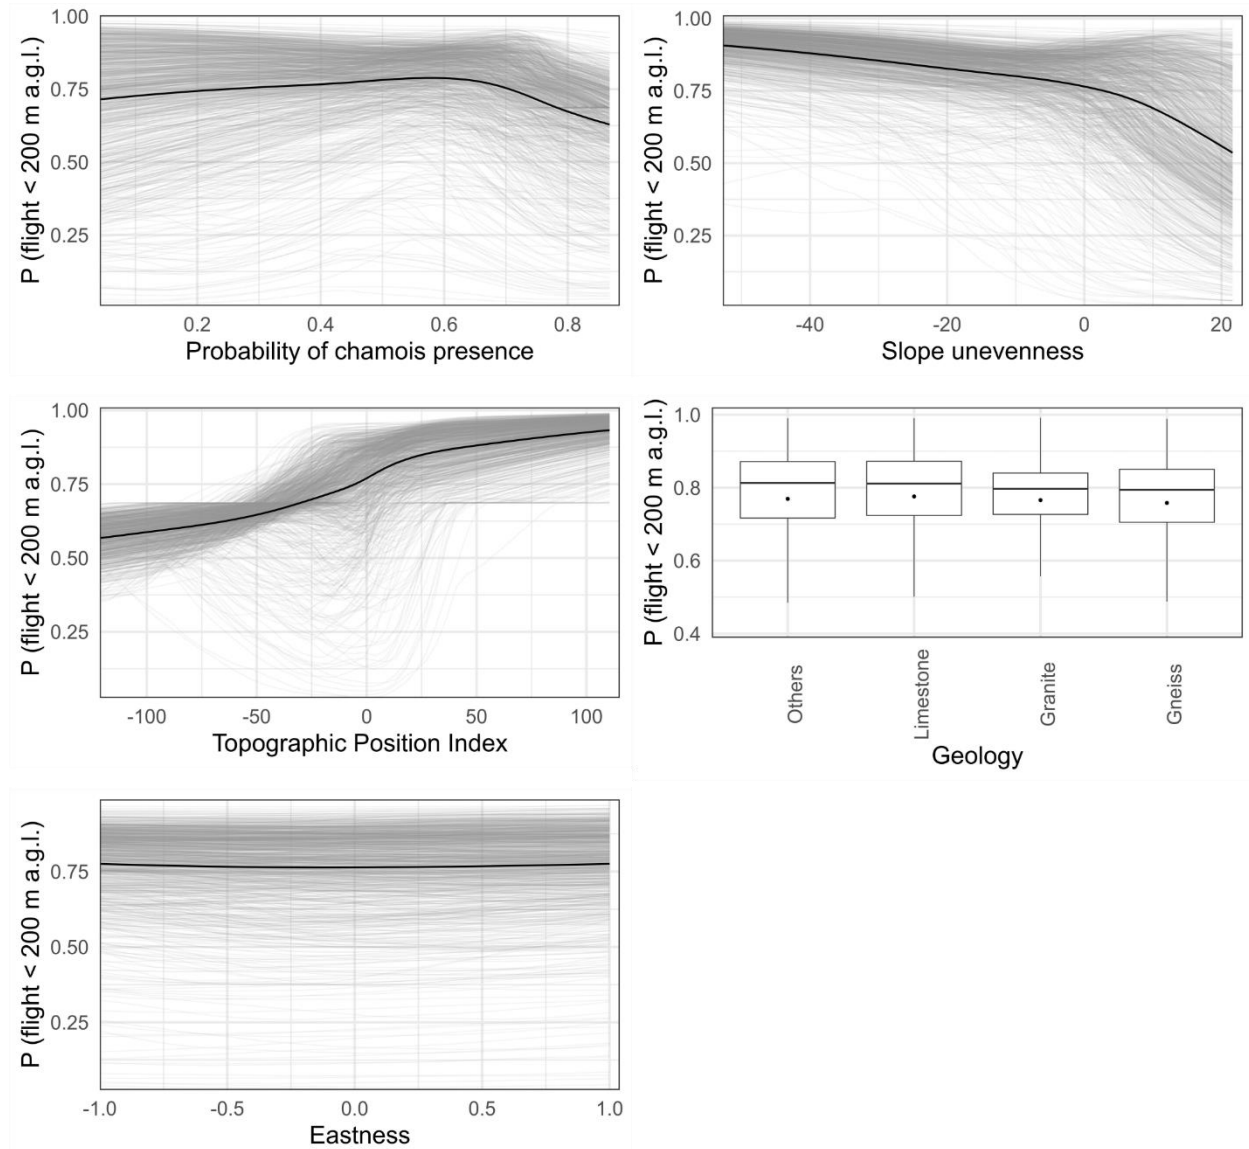 1.00
0.75
0.50
0.25
P (flight < 200 m a.g.l.)
0.2 0.4 0.6 0.8
Probability of chamois presence
1.00
0.75
0.50
0.25
P (flight < 200 m a.g.l.)
-40 -20 0 20
Slope unevenness
1.00
0.75
0.50
0.25
P (flight < 200 m a.g.l.)
-100 -50 0 50 100
Topographic Position Index
1.0
0.8
0.6
0.4
P (flight < 200 m a.g.l.)
Others Limestone Granite Gneiss
Geology
0.75
0.50
0.25
P (flight < 200 m a.g.l.)
-1.0 -0.5 0.0 0.5 1.0
Eastness